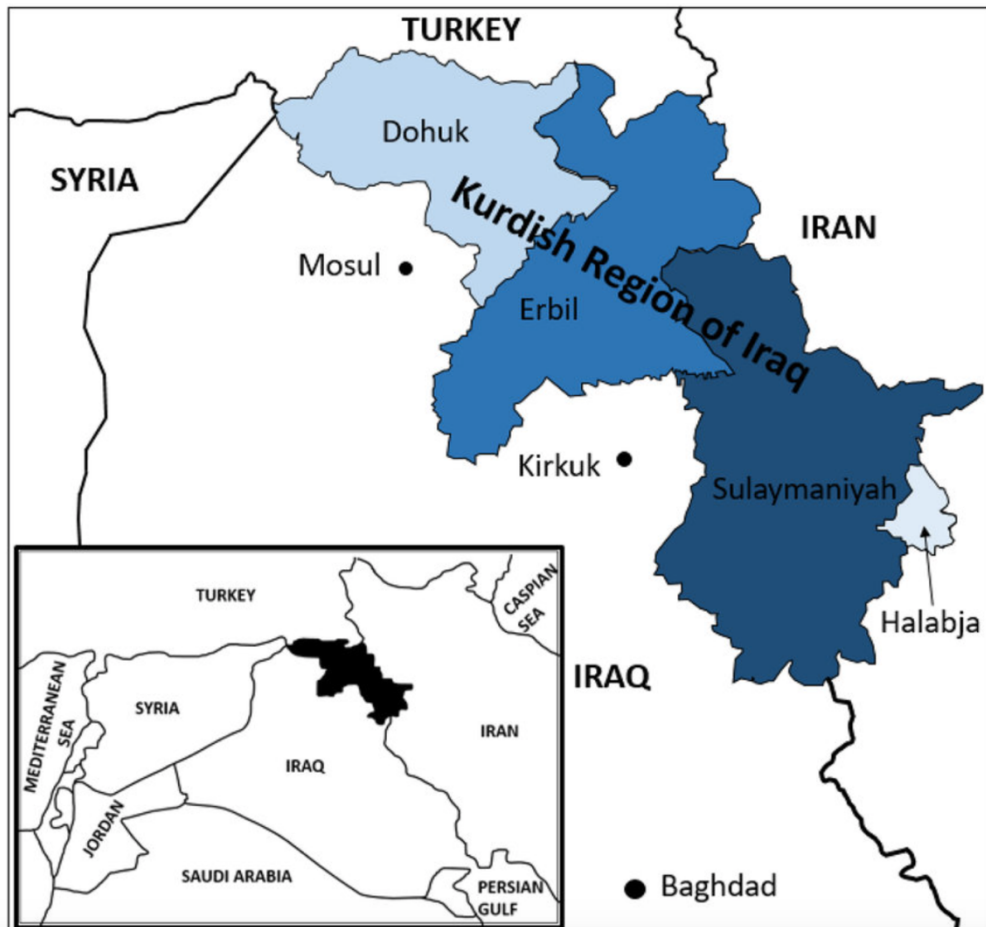 TURKEY
Dohuk
SYRIA
Kurdish Region of Iraq
IRAN
Mosul
Erbil
Kirkuk
Sulaymaniyah
Halabja
IRAQ
Baghdad
TURKEY
CASPIAN
SEA
MEDITERRANEAN
SEA
SYRIA
IRAN
IRAQ
JORDAN
SAUDI ARABIA
PERSIAN
GULF